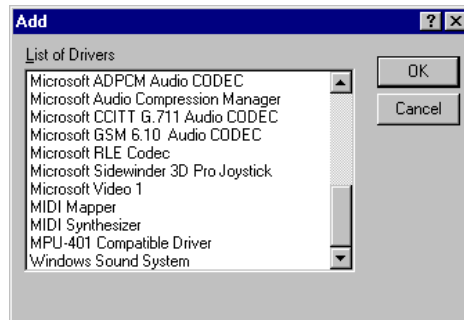 Add
List of Drivers
Microsoft ADPCM Audio CODEC
Microsoft Audio Compression Manager
Microsoft CCITT G.711 Audio CODEC
Microsoft GSM 6.10  Audio CODEC
Microsoft RLE Codec
Microsoft Sidewinder 3D Pro Joystick
Microsoft Video 1
MIDI Mapper
MIDI Synthesizer
MPU-401 Compatible Driver
Windows Sound System
OK
Cancel